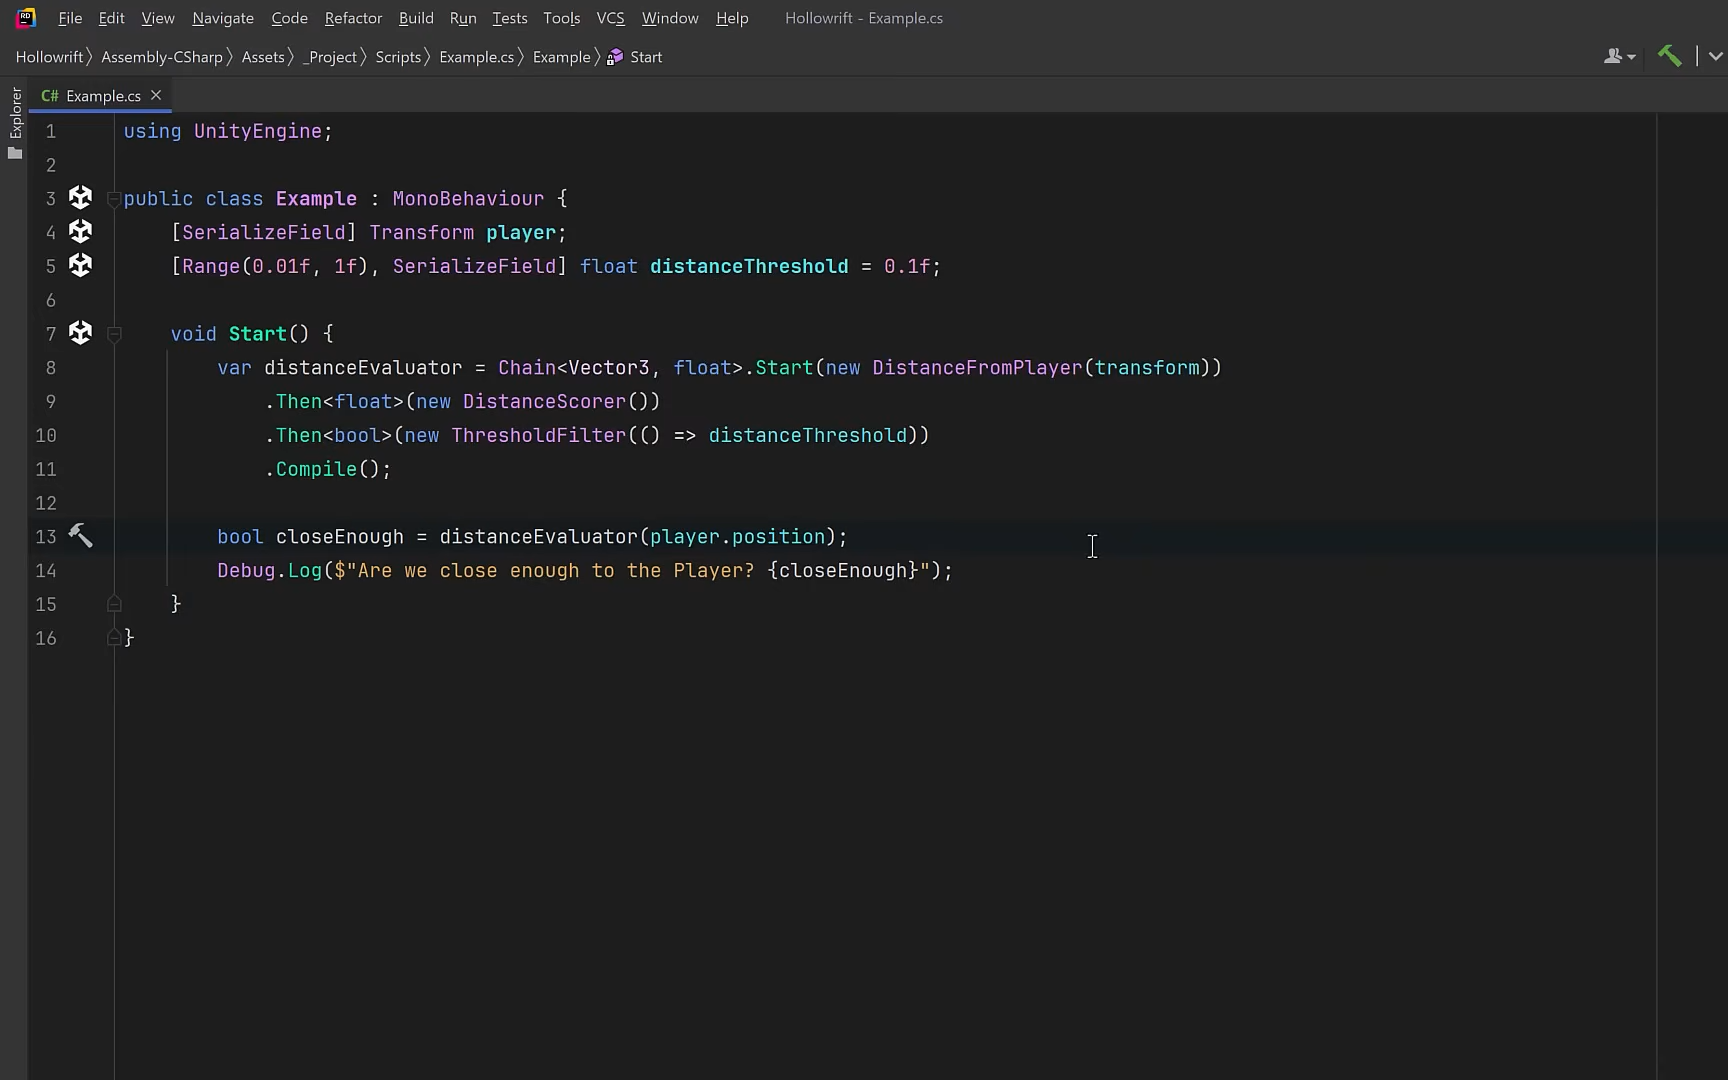 RD File Edit View Navigate Code Refactor Build Run Tests Tools VCS Window Help Hollowrift - Example.cs
Hollowrift 〉 Assembly-CSharp 〉 Assets 〉 _Project 〉 Scripts 〉 Example.cs 〉 Example 〉 Start
Explorer
C# Example.cs
1 using UnityEngine;
2
3 public class Example : MonoBehaviour {
4 [SerializeField] Transform player;
5 [Range(0.01f, 1f), SerializeField] float distanceThreshold = 0.1f;
6
7 void Start() {
8 var distanceEvaluator = Chain<Vector3, float>.Start(new DistanceFromPlayer(transform))
9 .Then<float>(new DistanceScorer())
10 .Then<bool>(new ThresholdFilter(() => distanceThreshold))
11 .Compile();
12
13 bool closeEnough = distanceEvaluator(player.position);
14 Debug.Log($"Are we close enough to the Player? {closeEnough}");
15 }
16 }